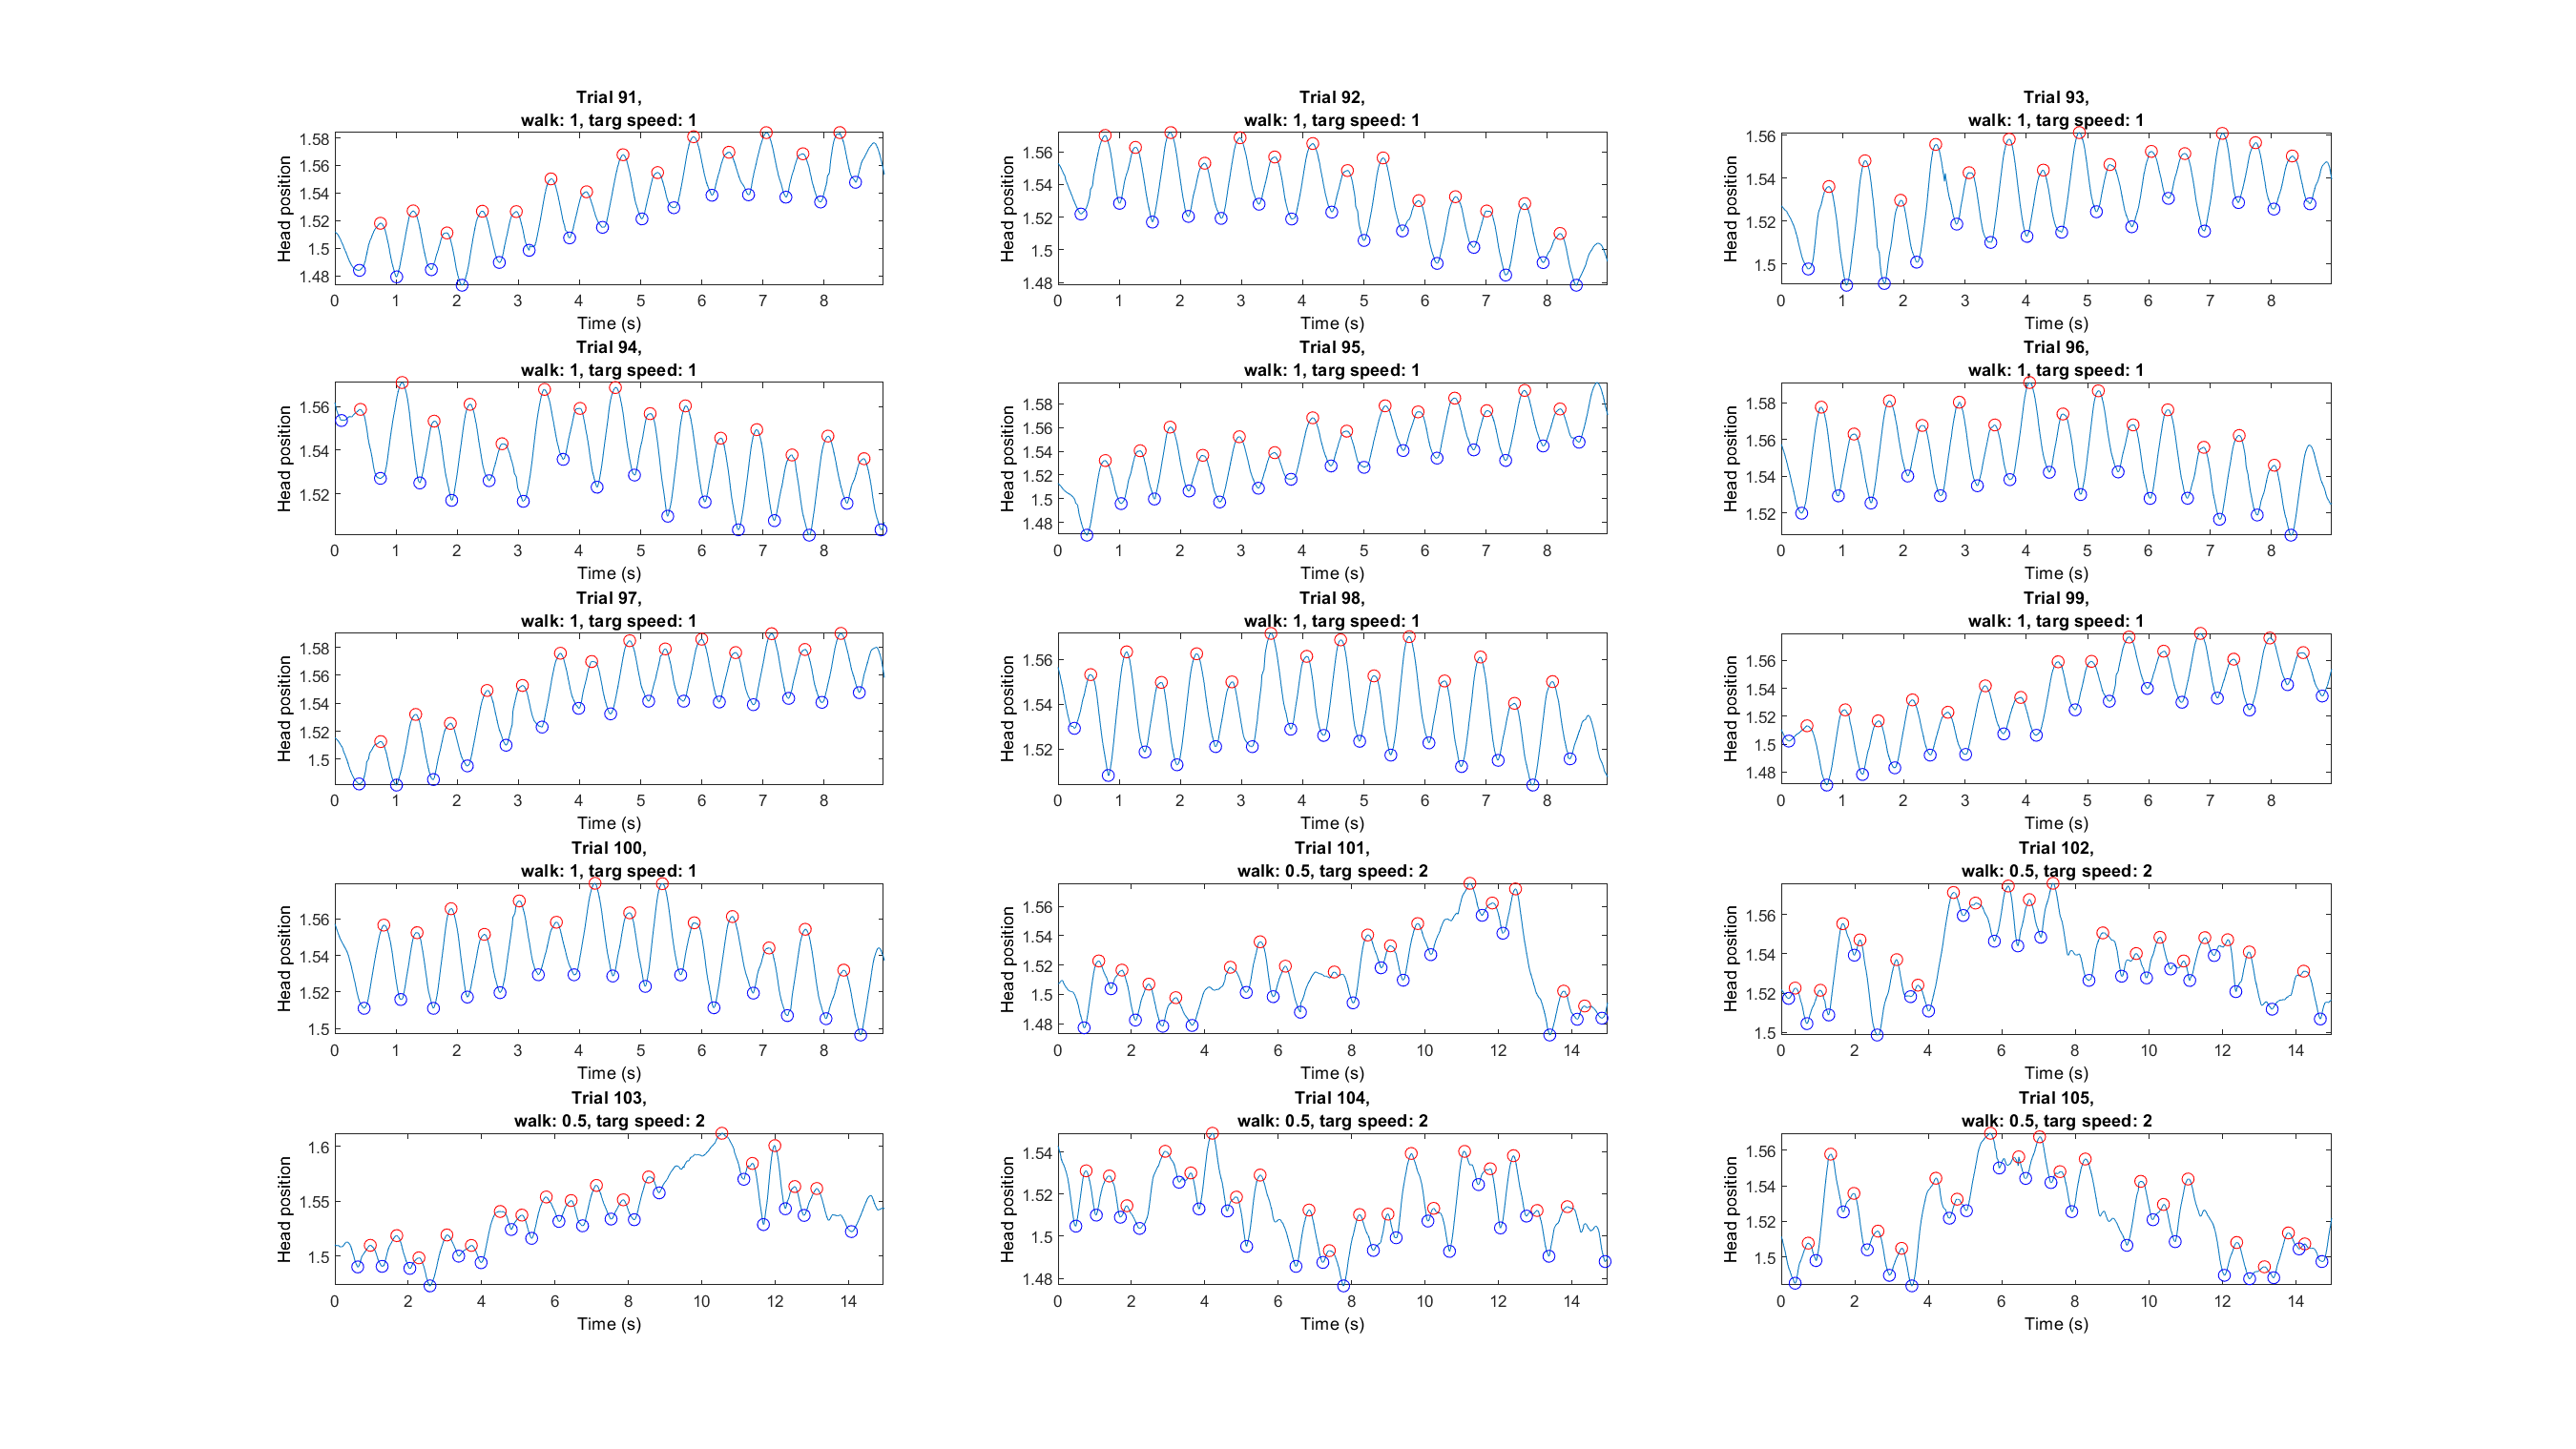 Trial 91,
walk: 1, targ speed: 1
1.58
1.56
1.54
1.52
1.5
1.48
Head position
0 1 2 3 4 5 6 7 8
Time (s)
Trial 92,
walk: 1, targ speed: 1
1.56
1.54
1.52
1.5
1.48
Head position
0 1 2 3 4 5 6 7 8
Time (s)
Trial 93,
walk: 1, targ speed: 1
1.56
1.54
1.52
1.5
Head position
0 1 2 3 4 5 6 7 8
Time (s)
Trial 94,
walk: 1, targ speed: 1
1.56
1.54
1.52
Head position
0 1 2 3 4 5 6 7 8
Time (s)
Trial 95,
walk: 1, targ speed: 1
1.58
1.56
1.54
1.52
1.5
1.48
Head position
0 1 2 3 4 5 6 7 8
Time (s)
Trial 96,
walk: 1, targ speed: 1
1.58
1.56
1.54
1.52
Head position
0 1 2 3 4 5 6 7 8
Time (s)
Trial 97,
walk: 1, targ speed: 1
1.58
1.56
1.54
1.52
1.5
Head position
0 1 2 3 4 5 6 7 8
Time (s)
Trial 98,
walk: 1, targ speed: 1
1.56
1.54
1.52
Head position
0 1 2 3 4 5 6 7 8
Time (s)
Trial 99,
walk: 1, targ speed: 1
1.56
1.54
1.52
1.5
1.48
Head position
0 1 2 3 4 5 6 7 8
Time (s)
Trial 100,
walk: 1, targ speed: 1
1.56
1.54
1.52
1.5
Head position
0 1 2 3 4 5 6 7 8
Time (s)
Trial 101,
walk: 0.5, targ speed: 2
1.56
1.54
1.52
1.5
1.48
Head position
0 2 4 6 8 10 12 14
Time (s)
Trial 102,
walk: 0.5, targ speed: 2
1.56
1.54
1.52
1.5
Head position
0 2 4 6 8 10 12 14
Time (s)
Trial 103,
walk: 0.5, targ speed: 2
1.6
1.55
1.5
Head position
0 2 4 6 8 10 12 14
Time (s)
Trial 104,
walk: 0.5, targ speed: 2
1.54
1.52
1.5
1.48
Head position
0 2 4 6 8 10 12 14
Time (s)
Trial 105,
walk: 0.5, targ speed: 2
1.56
1.54
1.52
1.5
Head position
0 2 4 6 8 10 12 14
Time (s)